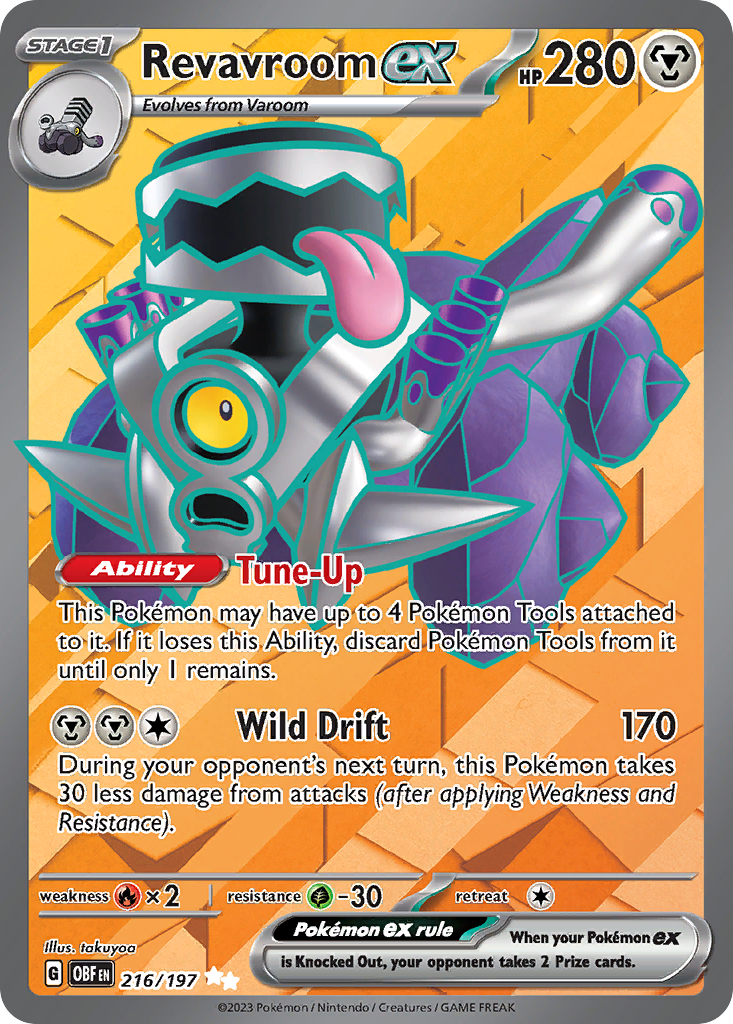 STAGE1
Revavroom ex HP 280
Evolves from Varoom
Ability Tune-Up
This Pokémon may have up to 4 Pokémon Tools attached
to it. If it loses this Ability, discard Pokémon Tools from it
until only 1 remains.
Wild Drift 170
During your opponent's next turn, this Pokémon takes
30 less damage from attacks (after applying Weakness and
Resistance).
weakness ×2 resistance -30 retreat
Pokémon ex rule When your Pokémon ex
is Knocked Out, your opponent takes 2 Prize cards.
Illus. takuyoa
G OBF EN 216/197
©2023 Pokémon / Nintendo / Creatures / GAME FREAK